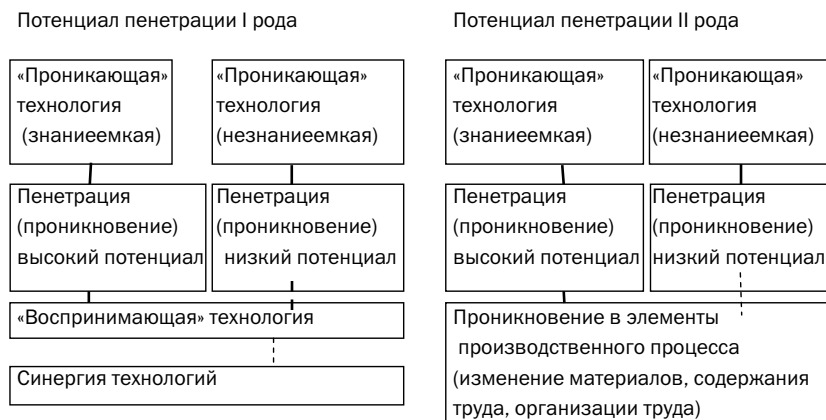 Потенциал пенетрации I рода
«Проникающая»
технология
(знаниеемкая)
«Проникающая»
технология
(незнаниеемкая)
Пенетрация
(проникновение)
высокий потенциал
Пенетрация
(проникновение)
низкий потенциал
«Воспринимающая» технология
Синергия технологий
Потенциал пенетрации II рода
«Проникающая»
технология
(знаниеемкая)
«Проникающая»
технология
(незнаниеемкая)
Пенетрация
(проникновение)
высокий потенциал
Пенетрация
(проникновение)
низкий потенциал
Проникновение в элементы
производственного процесса
(изменение материалов, содержания
труда, организации труда)